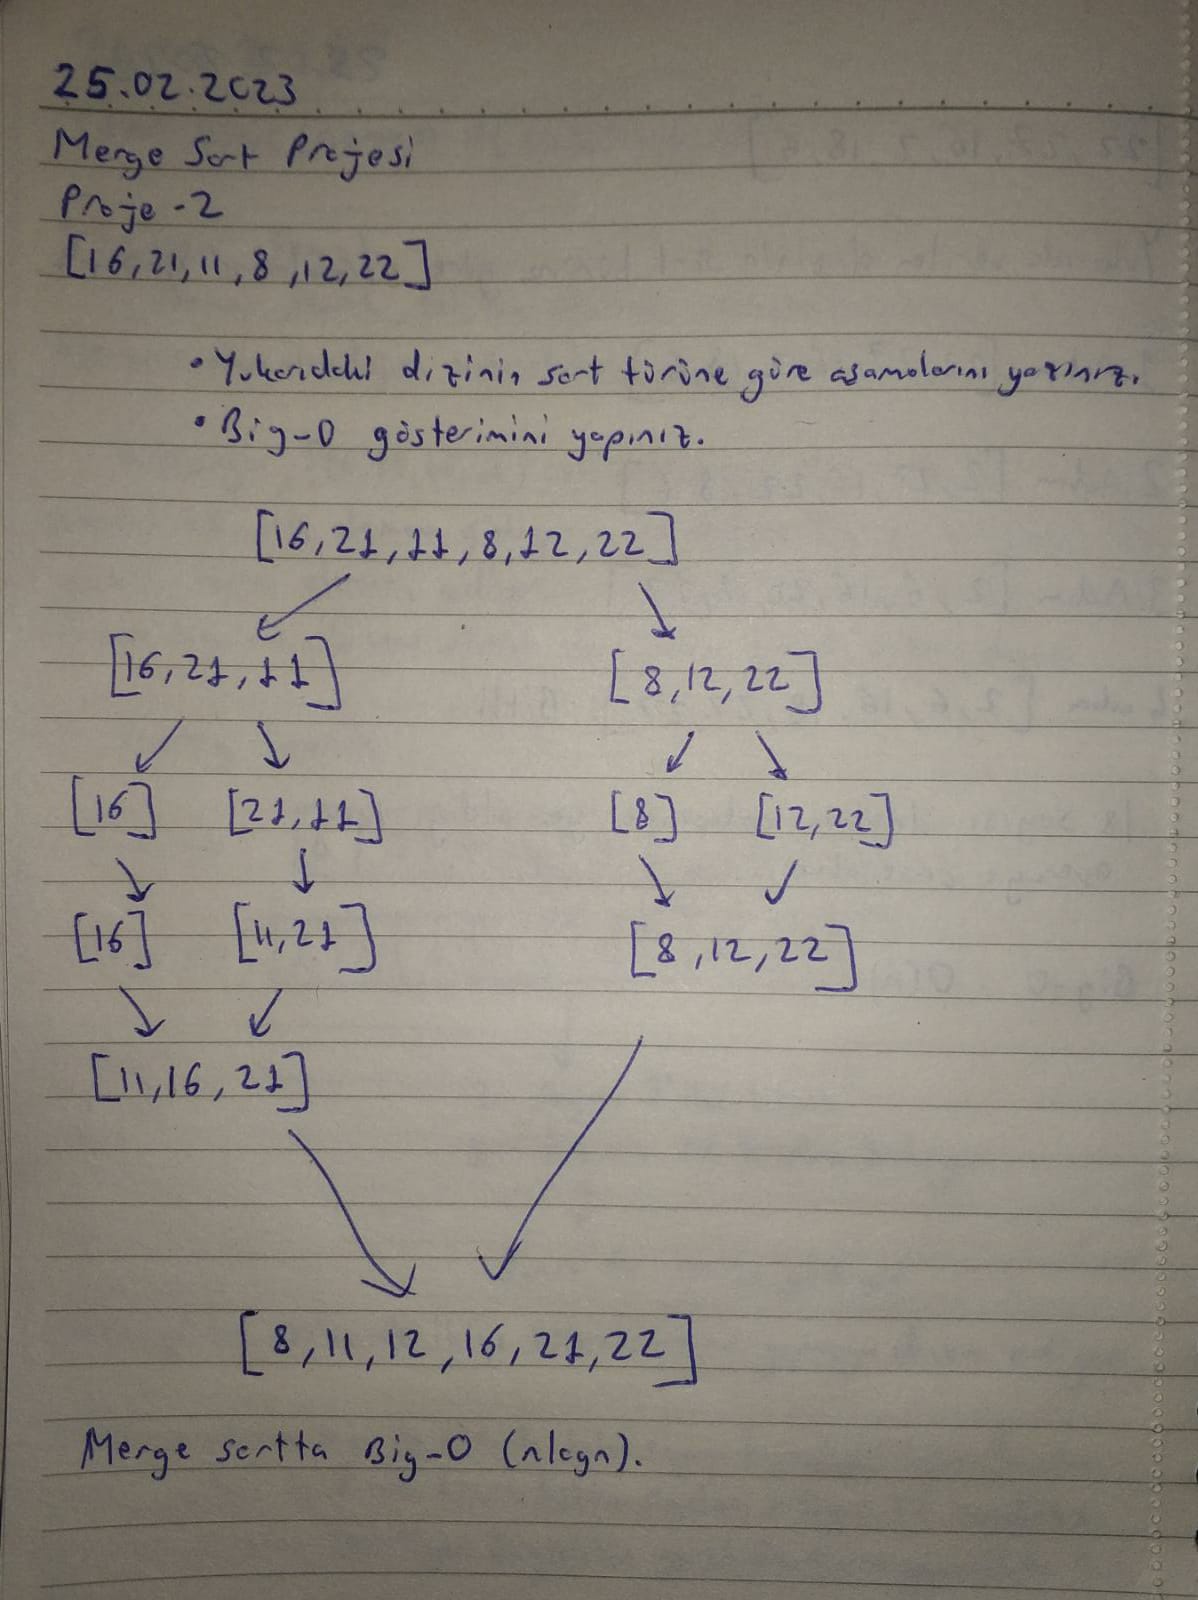 25.02.2023
Merge Sort Projesi
Proje -2
[16,21,11,8,12,22]
• Yukarıdaki dizinin sort türüne göre aşamalarını yazınız.
• Big-O gösterimini yapınız.
[16,21,11,8,12,22]
[16,21,11] [8,12,22]
[16] [21,11] [8] [12,22]
[16] [11,21] [8,12,22]
[11,16,21]
[8,11,12,16,21,22]
Merge sortta Big-O (nlogn).